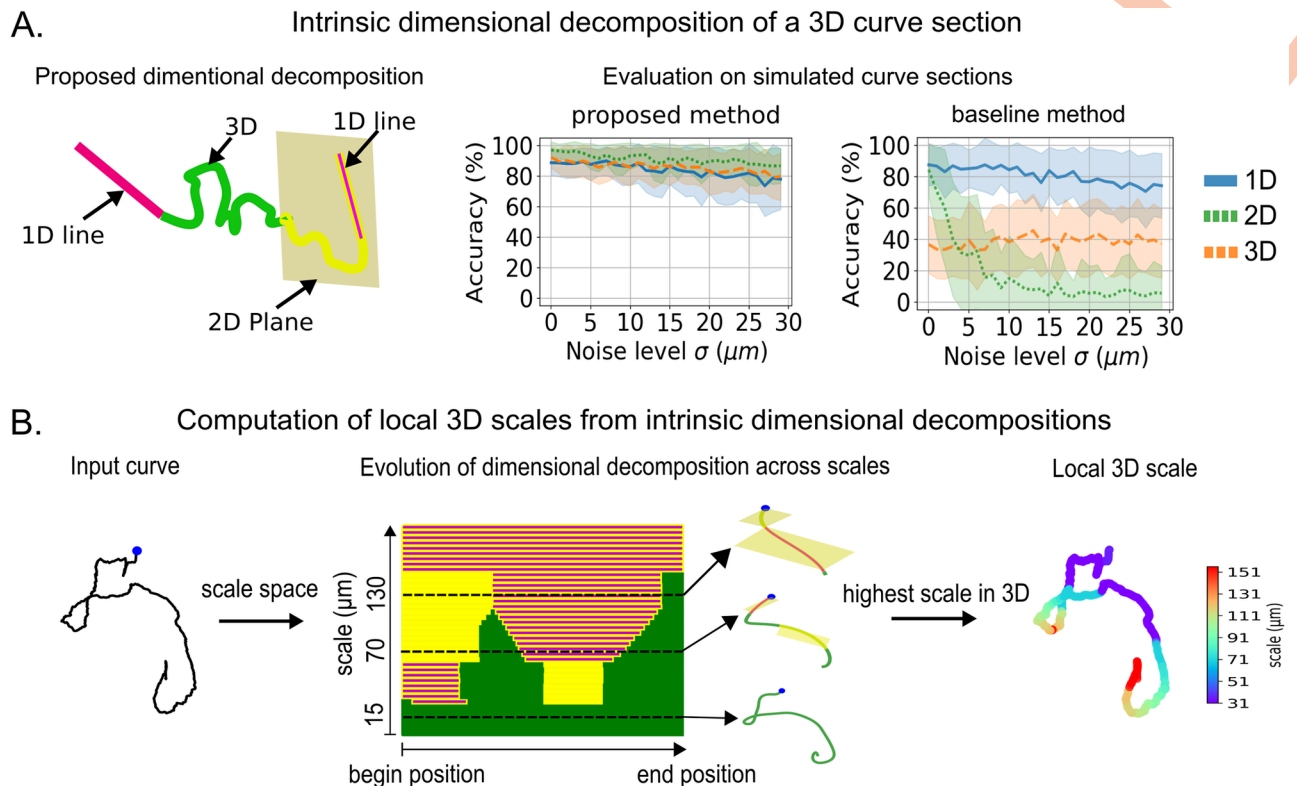 A.
Intrinsic dimensional decomposition of a 3D curve section
Proposed dimentional decomposition
3D
1D line
1D line
2D Plane
Evaluation on simulated curve sections
proposed method
Accuracy (%)
100
80
60
40
20
0
0 5 10 15 20 25 30
Noise level σ (μm)
baseline method
Accuracy (%)
100
80
60
40
20
0
0 5 10 15 20 25 30
Noise level σ (μm)
1D
2D
3D
B.
Computation of local 3D scales from intrinsic dimensional decompositions
Input curve
scale space
Evolution of dimensional decomposition across scales
scale (μm)
130
70
15
begin position
end position
highest scale in 3D
Local 3D scale
151
131
111
91
71
51
31
scale (μm)